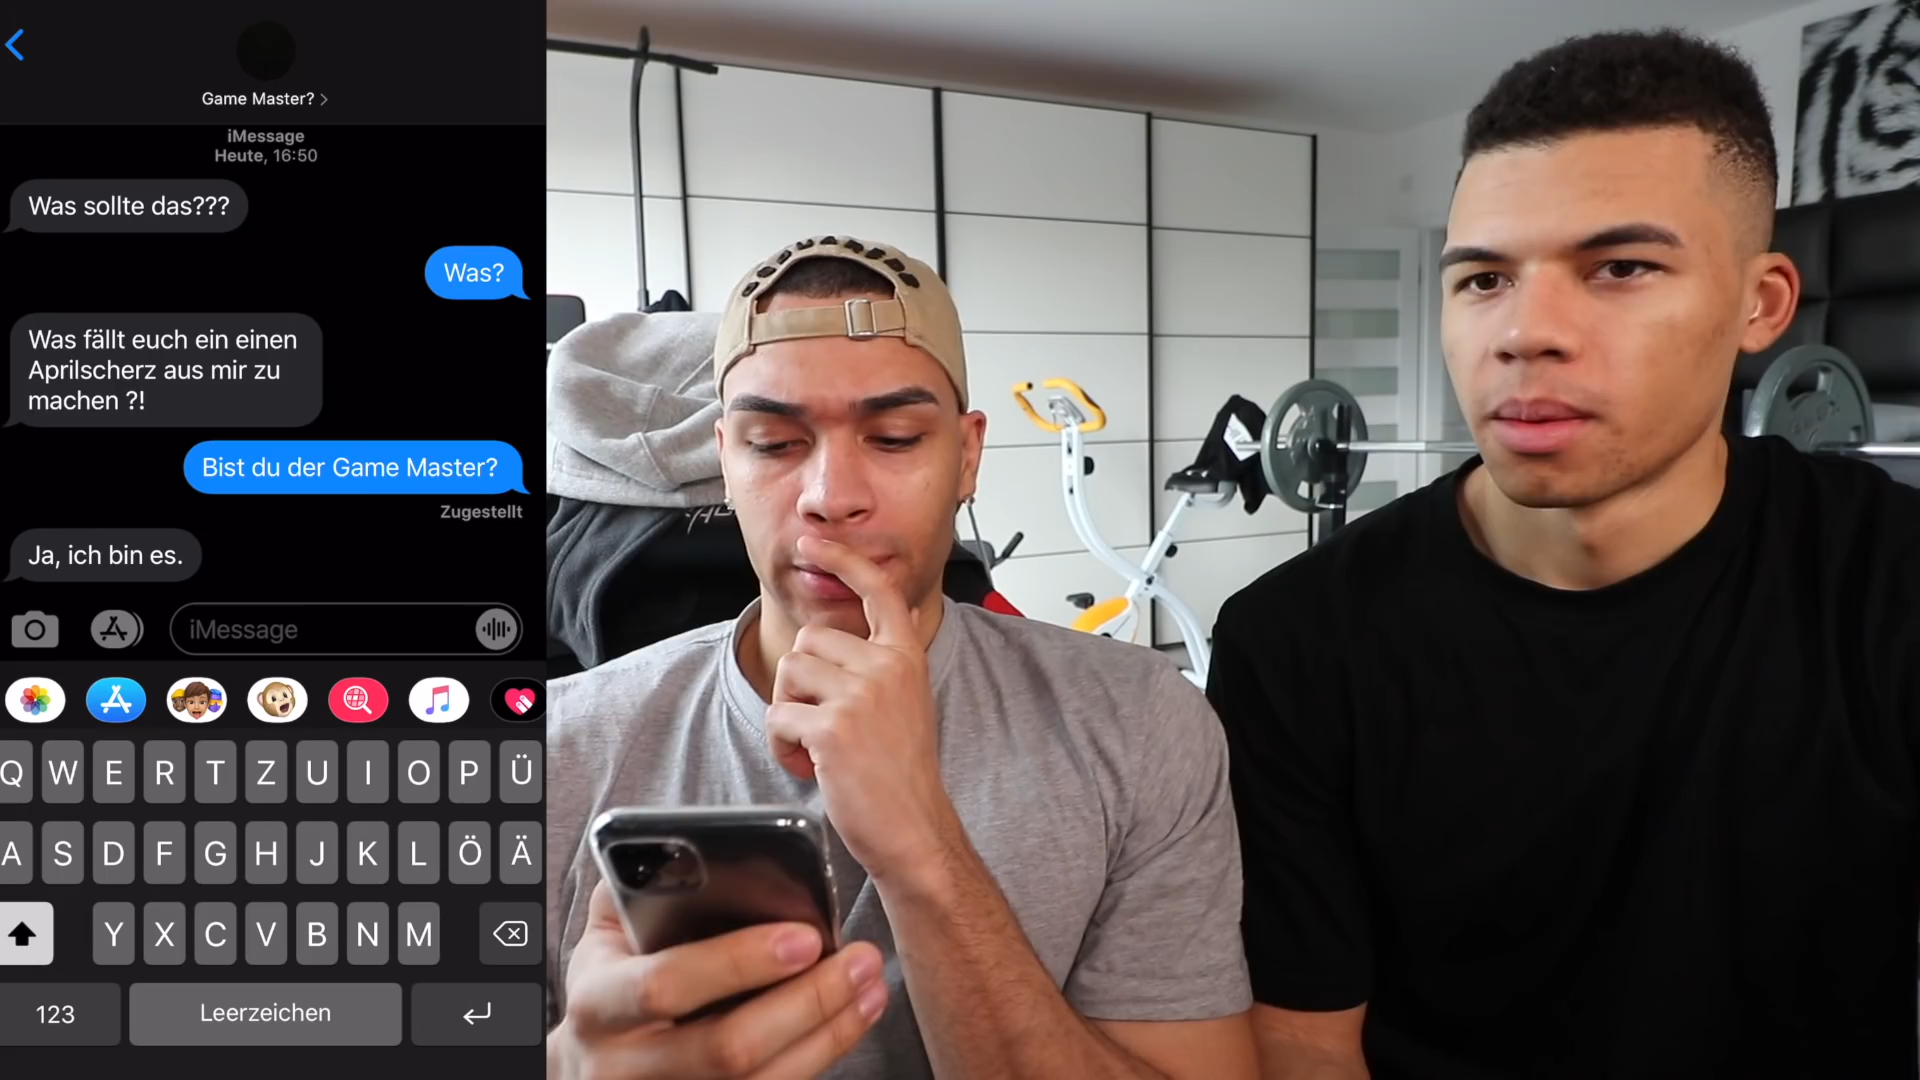 Game Master?
iMessage
Heute, 16:50
Was sollte das???
Was?
Was fällt euch ein einen
Aprilscherz aus mir zu
machen ?!
Bist du der Game Master?
Zugestellt
Ja, ich bin es.
iMessage
Q W E R T Z U I O P Ü
A S D F G H J K L Ö Ä
Y X C V B N M
123 Leerzeichen